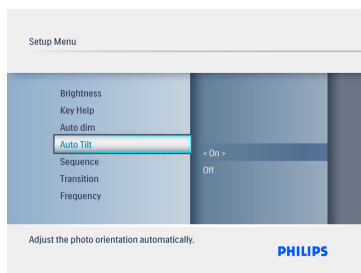 Setup Menu
Brightness
Key Help
Auto dim
Auto Tilt
Sequence
Transition
Frequency
< On >
Off
Adjust the photo orientation automatically.
PHILIPS